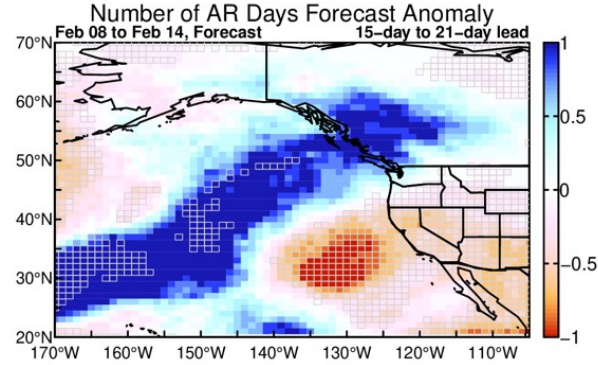 Number of AR Days Forecast Anomaly
Feb 08 to Feb 14, Forecast 15-day to 21-day lead
70°N
60°N
50°N
40°N
30°N
20°N
170°W 160°W 150°W 140°W 130°W 120°W 110°W
1
0.5
0
−0.5
−1